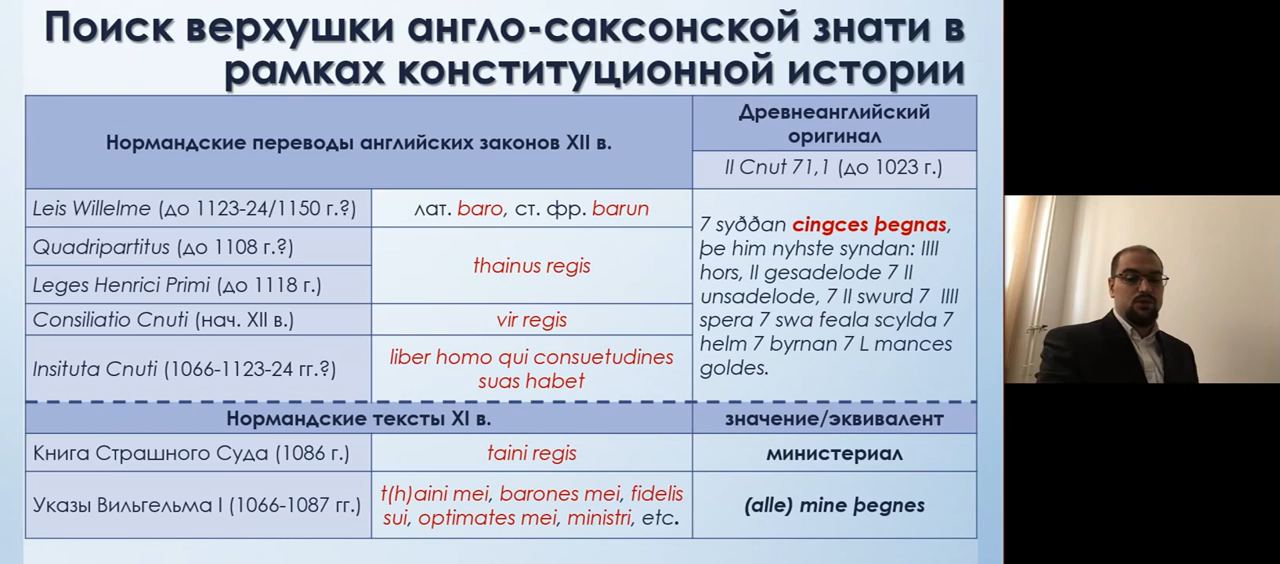 Поиск верхушки англо-саксонской знати в
рамках конституционной истории
Нормандские переводы английских законов XII в.
Древнеанглийский
оригинал
II Cnut 71,1 (до 1023 г.)
Leis Willelme (до 1123-24/1150 г.?)
лат. baro, ст. фр. barun
Quadripartitus (до 1108 г.?)
Leges Henrici Primi (до 1118 г.)
thainus regis
Consiliatio Cnuti (нач. XII в.)
vir regis
Insituta Cnuti (1066-1123-24 гг.?)
liber homo qui consuetudines
suas habet
7 syððan cingces þegnas,
þe him nyhste syndan: IIII
hors, II gesadelode 7 II
unsadelode, 7 II swurd 7 IIII
spera 7 swa feala scylda 7
helm 7 byrnan 7 L mances
goldes.
Нормандские тексты XI в.
значение/эквивалент
Книга Страшного Суда (1086 г.)
taini regis
министериал
Указы Вильгельма I (1066-1087 гг.)
t(h)aini mei, barones mei, fidelis
sui, optimates mei, ministri, etc.
(alle) mine þegnes